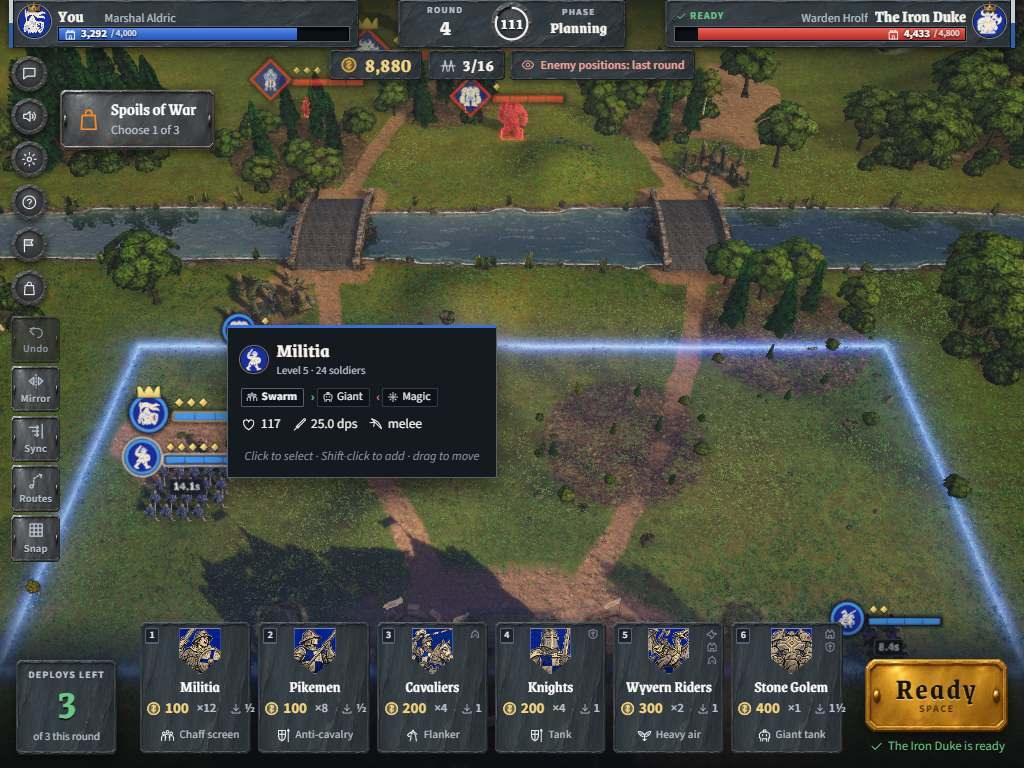 You Marshal Aldric
3,292 / 4,000
ROUND
4
111
PHASE
Planning
READY Warden Hrolf The Iron Duke
4,433 / 4,800
8,880
3/16
Enemy positions: last round
Spoils of War
Choose 1 of 3
Undo
Mirror
Sync
Routes
Snap
Militia
Level 5 · 24 soldiers
Swarm › Giant ‹ Magic
117 25.0 dps melee
Click to select · Shift-click to add · drag to move
14.1s
8.4s
DEPLOYS LEFT
3
of 3 this round
1
Militia
100 ×12 ½
Chaff screen
2
Pikemen
100 ×8 ½
Anti-cavalry
3
Cavaliers
200 ×4 1
Flanker
4
Knights
200 ×4 1
Tank
5
Wyvern Riders
300 ×2 1
Heavy air
6
Stone Golem
400 ×1 1½
Giant tank
Ready
SPACE
The Iron Duke is ready